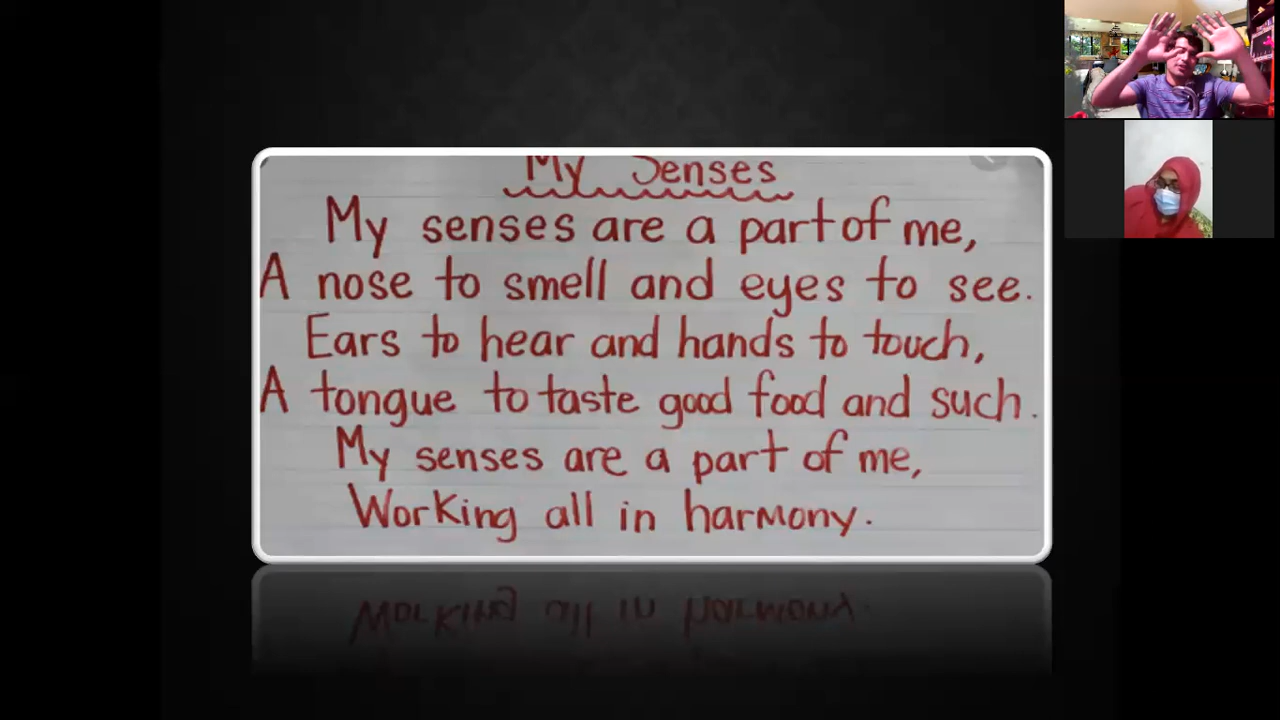 My Senses
My senses are a part of me,
A nose to smell and eyes to see.
Ears to hear and hands to touch,
A tongue to taste good food and such.
My senses are a part of me,
Working all in harmony.